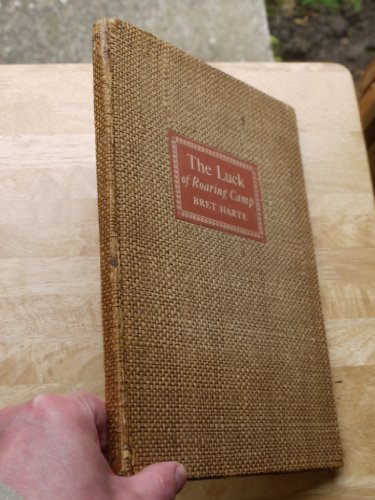 The Luck
of Roaring Camp
BRET HARTE